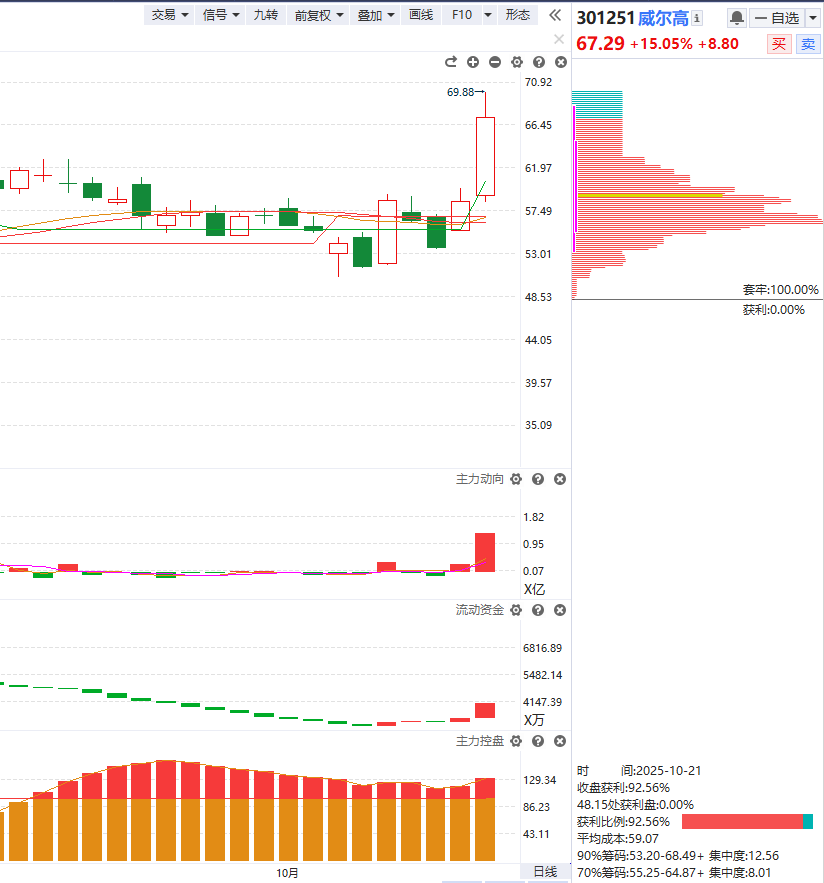 交易 信号 九转 前复权 叠加 画线 F10 形态
301251 威尔高 自选
67.29 +15.05% +8.80 买 卖
69.88
70.92
66.45
61.97
57.49
53.01
48.53
44.05
39.57
35.09
套牢:100.00%
获利:0.00%
主力动向
1.82
0.95
0.07
X亿
流动资金
6816.89
5482.14
4147.39
X万
主力控盘
129.34
86.23
43.11
10月
日线
时 间:2025-10-21
收盘获利:92.56%
48.15处获利盘:0.00%
获利比例:92.56%
平均成本:59.07
90%筹码:53.20-68.49+ 集中度:12.56
70%筹码:55.25-64.87+ 集中度:8.01